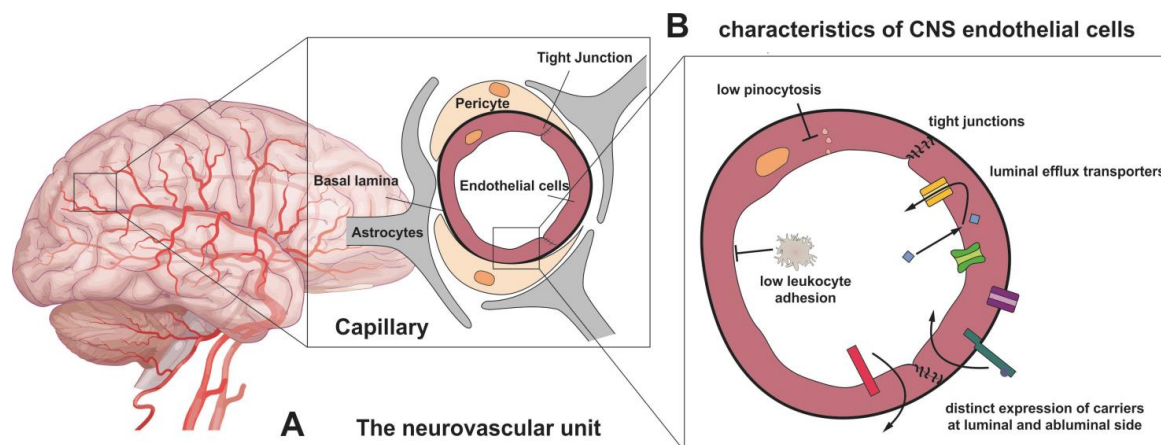 A
The neurovascular unit
Capillary
Tight Junction
Pericyte
Basal lamina
Endothelial cells
Astrocytes
B
characteristics of CNS endothelial cells
low pinocytosis
tight junctions
luminal efflux transporters
low leukocyte
adhesion
distinct expression of carriers
at luminal and abluminal side